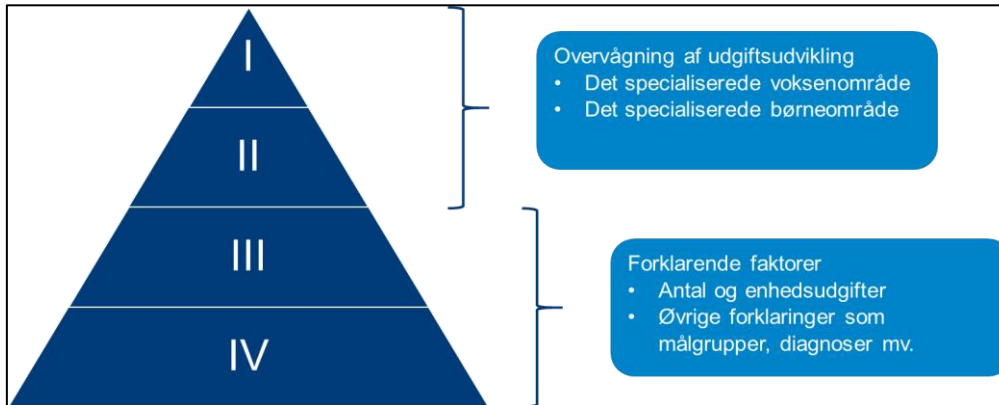 I
II
III
IV
Overvågning af udgiftsudvikling
• Det specialiserede voksenområde
• Det specialiserede børneområde
Forklarende faktorer
• Antal og enhedsudgifter
• Øvrige forklaringer som
målgrupper, diagnoser mv.